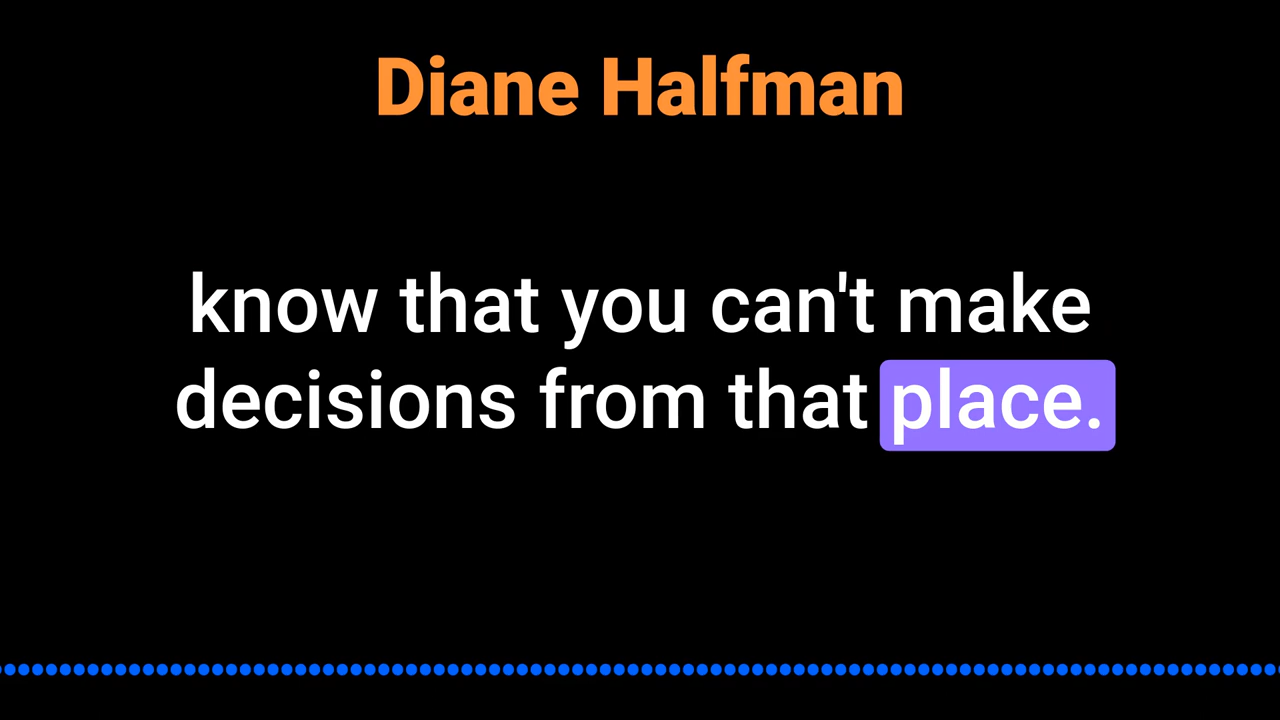 Diane Halfman
know that you can't make
decisions from that place.